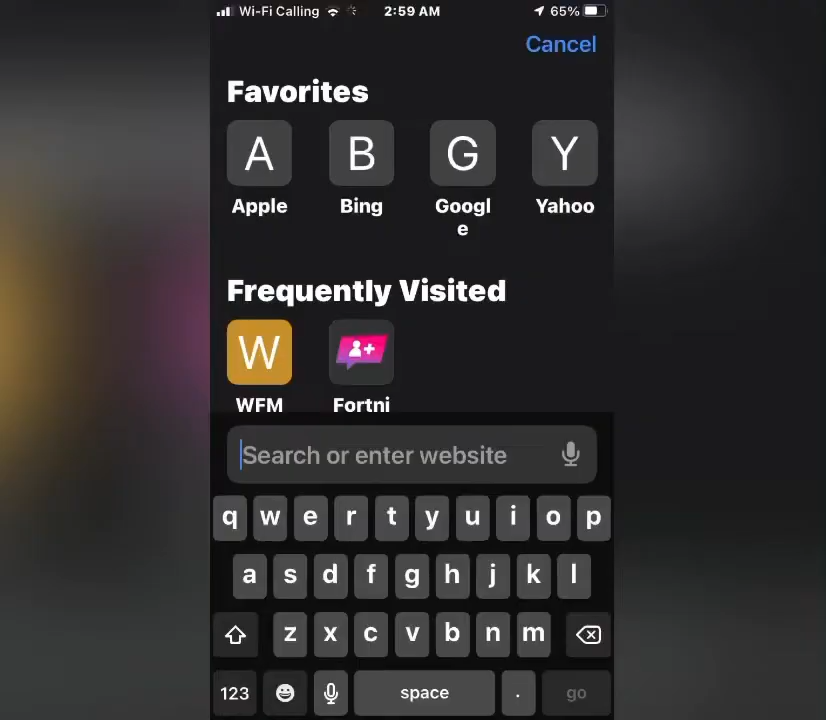 Wi-Fi Calling 2:59 AM 65%
Cancel
Favorites
A B G Y
Apple Bing Googl Yahoo
e
Frequently Visited
W
WFM Fortni
Search or enter website
q w e r t y u i o p
a s d f g h j k l
z x c v b n m
123 space . go